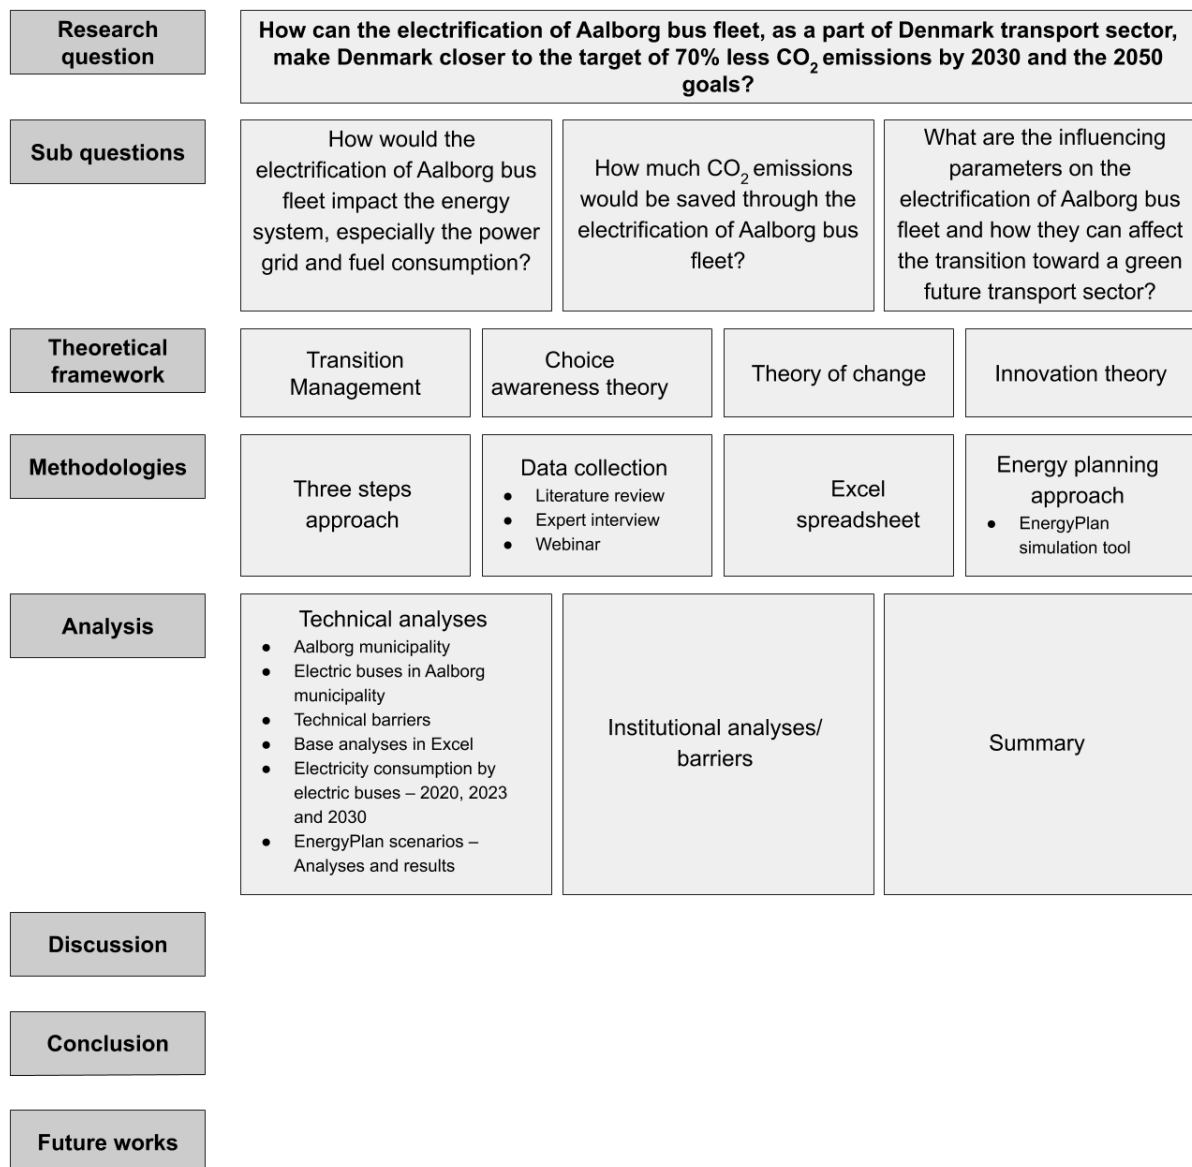 Research
question
How can the electrification of Aalborg bus fleet, as a part of Denmark transport sector,
make Denmark closer to the target of 70% less CO2 emissions by 2030 and the 2050
goals?
Sub questions
How would the
electrification of Aalborg bus
fleet impact the energy
system, especially the power
grid and fuel consumption?
How much CO2 emissions
would be saved through the
electrification of Aalborg bus
fleet?
What are the influencing
parameters on the
electrification of Aalborg bus
fleet and how they can affect
the transition toward a green
future transport sector?
Theoretical
framework
Transition
Management
Choice
awareness theory
Theory of change
Innovation theory
Methodologies
Three steps
approach
Data collection
● Literature review
● Expert interview
● Webinar
Excel
spreadsheet
Energy planning
approach
● EnergyPlan
simulation tool
Analysis
Technical analyses
● Aalborg municipality
● Electric buses in Aalborg
municipality
● Technical barriers
● Base analyses in Excel
● Electricity consumption by
electric buses – 2020, 2023
and 2030
● EnergyPlan scenarios –
Analyses and results
Institutional analyses/
barriers
Summary
Discussion
Conclusion
Future works